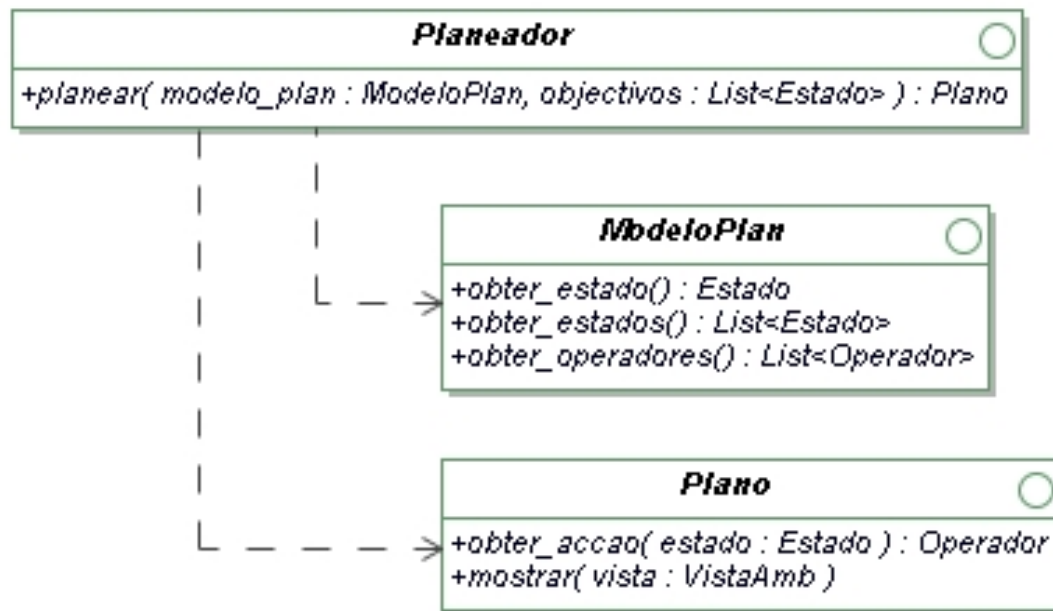 Planeador
+planear( modelo_plan : ModeloPlan, objectivos : List<Estado> ) : Plano
ModeloPlan
+obter_estado() : Estado
+obter_estados() : List<Estado>
+obter_operadores() : List<Operador>
Plano
+obter_accao( estado : Estado ) : Operador
+mostrar( vista : VistaAmb )